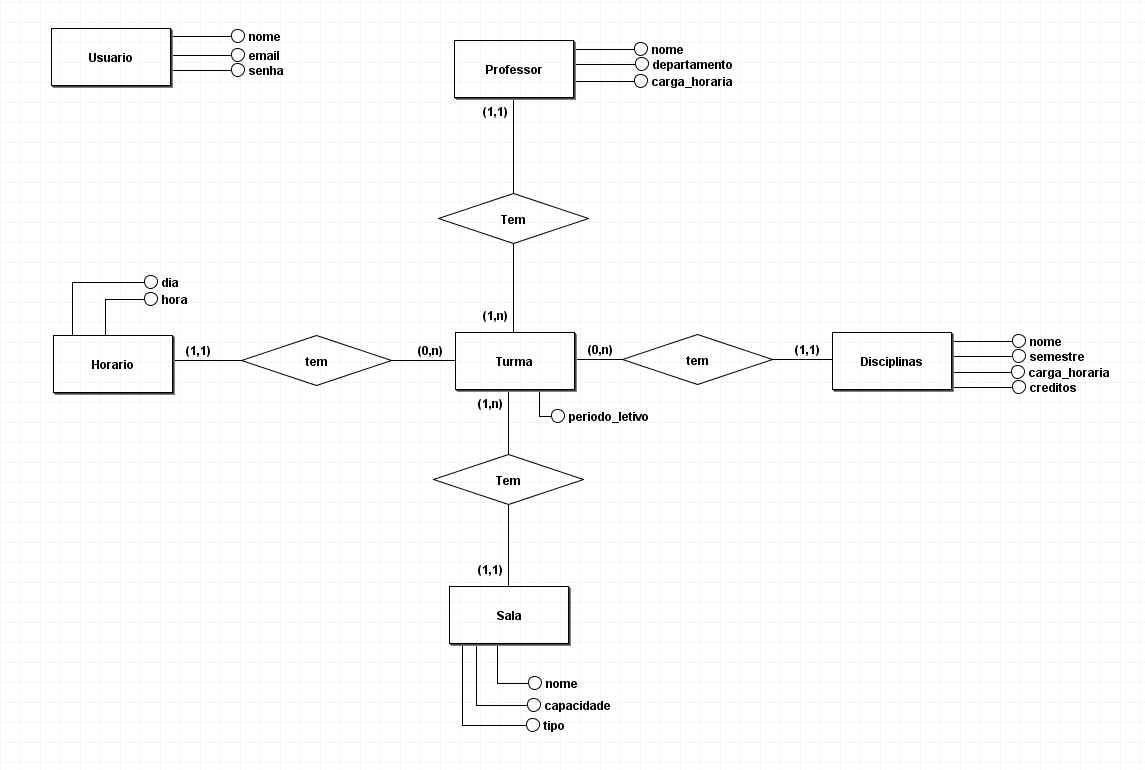 Usuario
nome
email
senha
Professor
nome
departamento
carga_horaria
(1,1)
Tem
(1,n)
dia
hora
Horario
(1,1)
tem
(0,n)
Turma
(0,n)
tem
(1,1)
Disciplinas
nome
semestre
carga_horaria
creditos
(1,n)
periodo_letivo
Tem
(1,1)
Sala
nome
capacidade
tipo